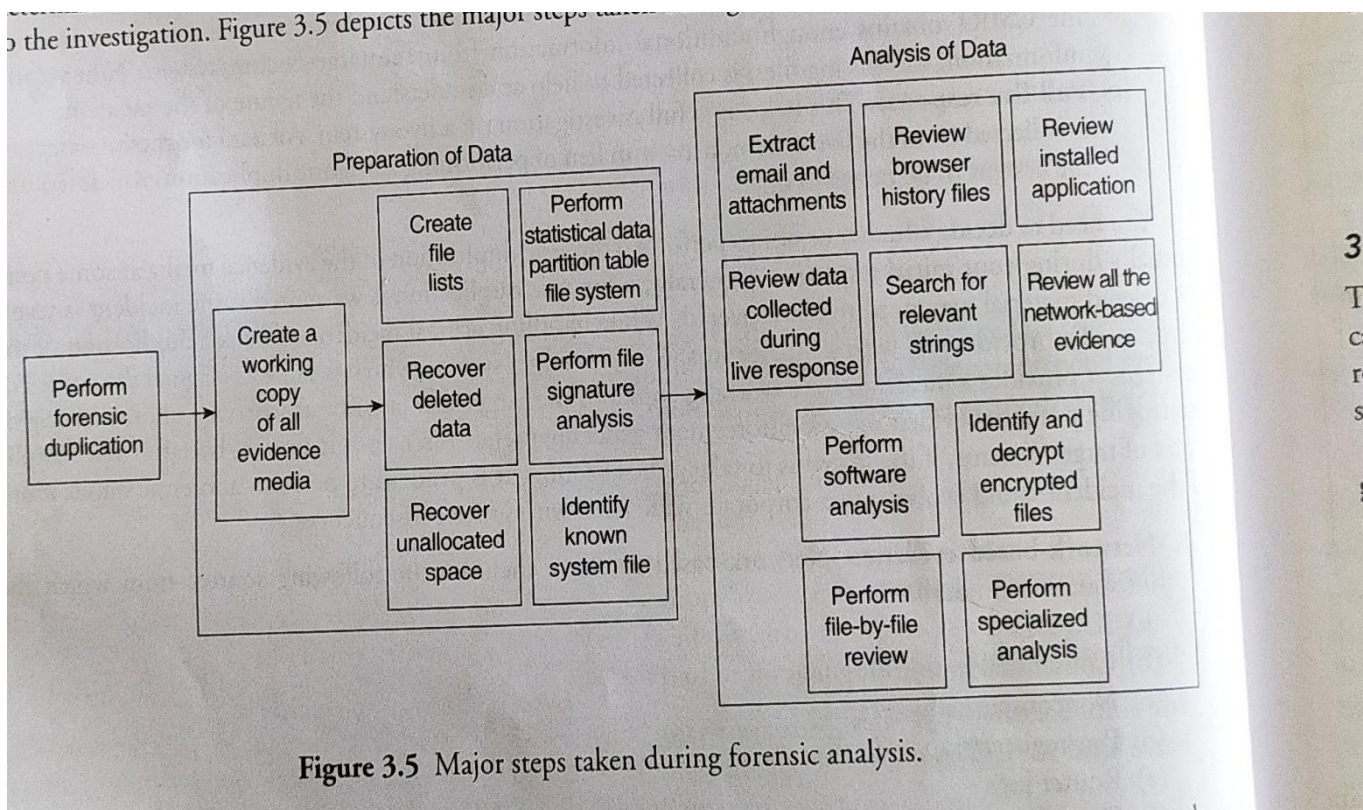 o the investigation. Figure 3.5 depicts the major steps
Analysis of Data
Preparation of Data
Perform
forensic
duplication
Create a
working
copy
of all
evidence
media
Create
file
lists
Perform
statistical data
partition table
file system
Recover
deleted
data
Perform file
signature
analysis
Recover
unallocated
space
Identify
known
system file
Extract
email and
attachments
Review
browser
history files
Review
installed
application
Review data
collected
during
live response
Search for
relevant
strings
Review all the
network-based
evidence
Perform
software
analysis
Identify and
decrypt
encrypted
files
Perform
file-by-file
review
Perform
specialized
analysis
Figure 3.5 Major steps taken during forensic analysis.
3
T